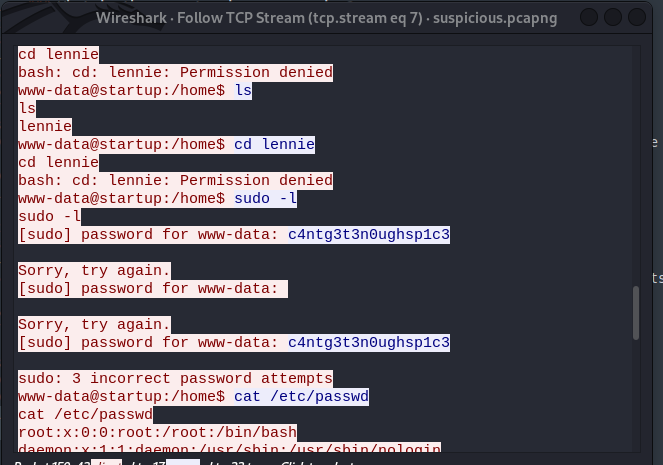 Wireshark · Follow TCP Stream (tcp.stream eq 7) · suspicious.pcapng
cd lennie
bash: cd: lennie: Permission denied
www-data@startup:/home$ ls
ls
lennie
www-data@startup:/home$ cd lennie
cd lennie
bash: cd: lennie: Permission denied
www-data@startup:/home$ sudo -l
sudo -l
[sudo] password for www-data: c4ntg3t3n0ughsp1c3
Sorry, try again.
[sudo] password for www-data:
Sorry, try again.
[sudo] password for www-data: c4ntg3t3n0ughsp1c3
sudo: 3 incorrect password attempts
www-data@startup:/home$ cat /etc/passwd
cat /etc/passwd
root:x:0:0:root:/root:/bin/bash
daemon:x:1:1:daemon:/usr/sbin:/usr/sbin/nologin